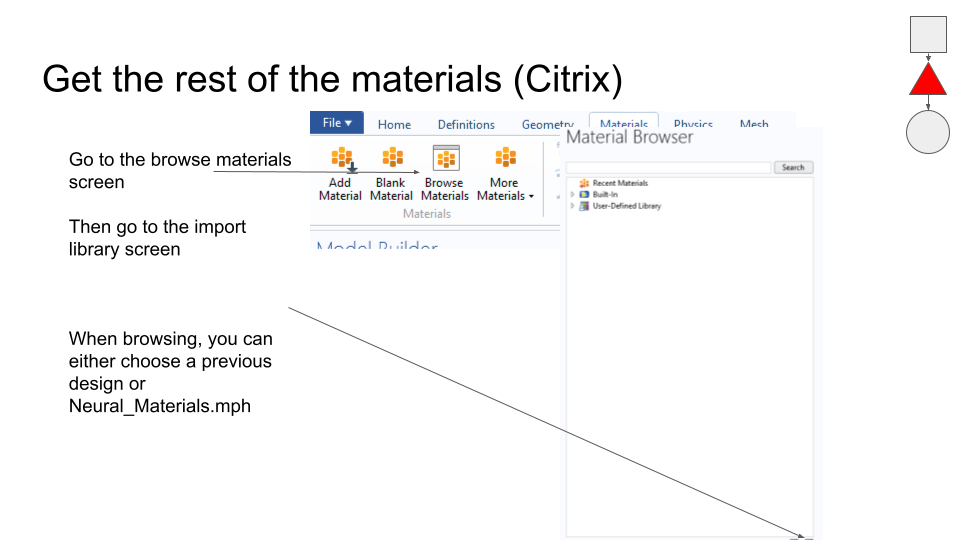 Get the rest of the materials (Citrix)
File Home Definitions Geometry Materials Physics Mesh
Material Browser
Go to the browse materials
screen
Search
Add Blank Browse More
Material Material Materials Materials
Materials
Recent Materials
Built-In
User-Defined Library
Then go to the import
library screen
Model Builder
When browsing, you can
either choose a previous
design or
Neural_Materials.mph